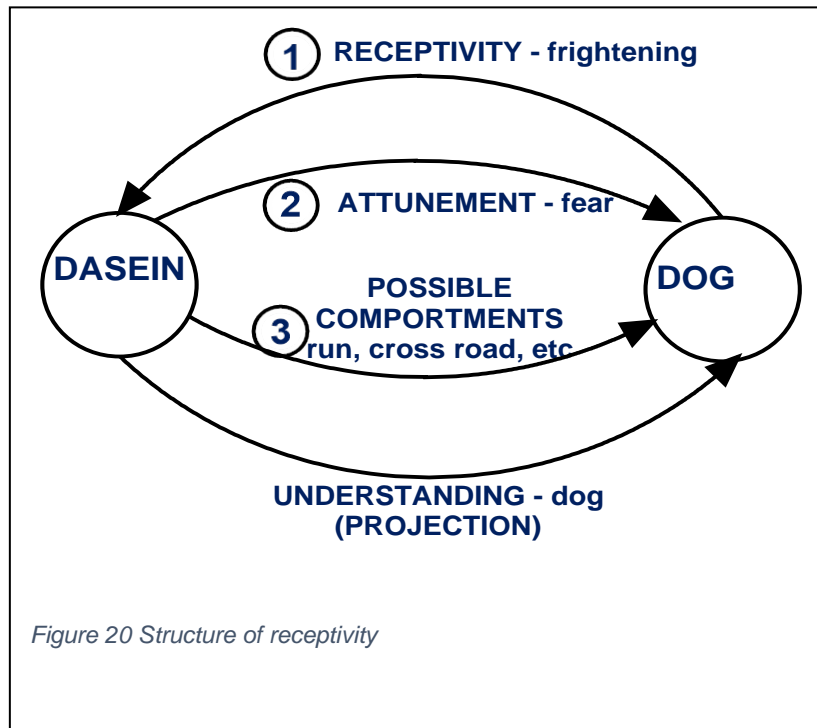 1 RECEPTIVITY - frightening
2 ATTUNEMENT - fear
DASEIN
DOG
POSSIBLE
COMPORTMENTS
3 run, cross road, etc
UNDERSTANDING - dog
(PROJECTION)
Figure 20 Structure of receptivity